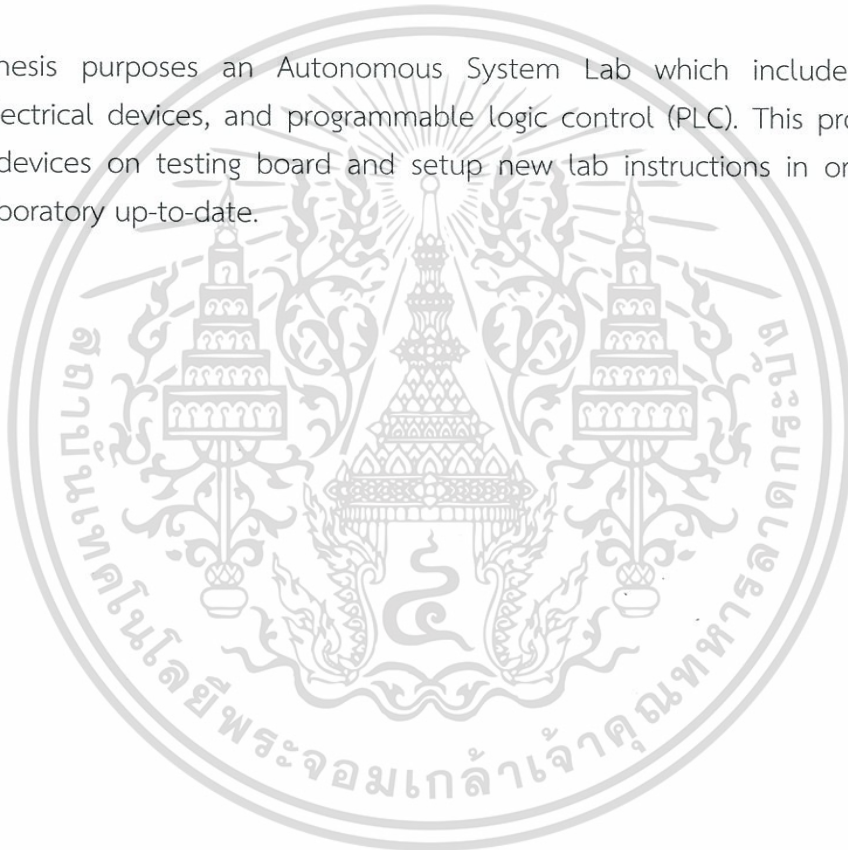 nesis purposes an Autonomous System Lab which include
ectrical devices, and programmable logic control (PLC). This pro
devices on testing board and setup new lab instructions in or
boratory up-to-date.
สถาบันเทคโนโลยีพระจอมเกล้าเจ้าคุณทหารลาดกระบัง